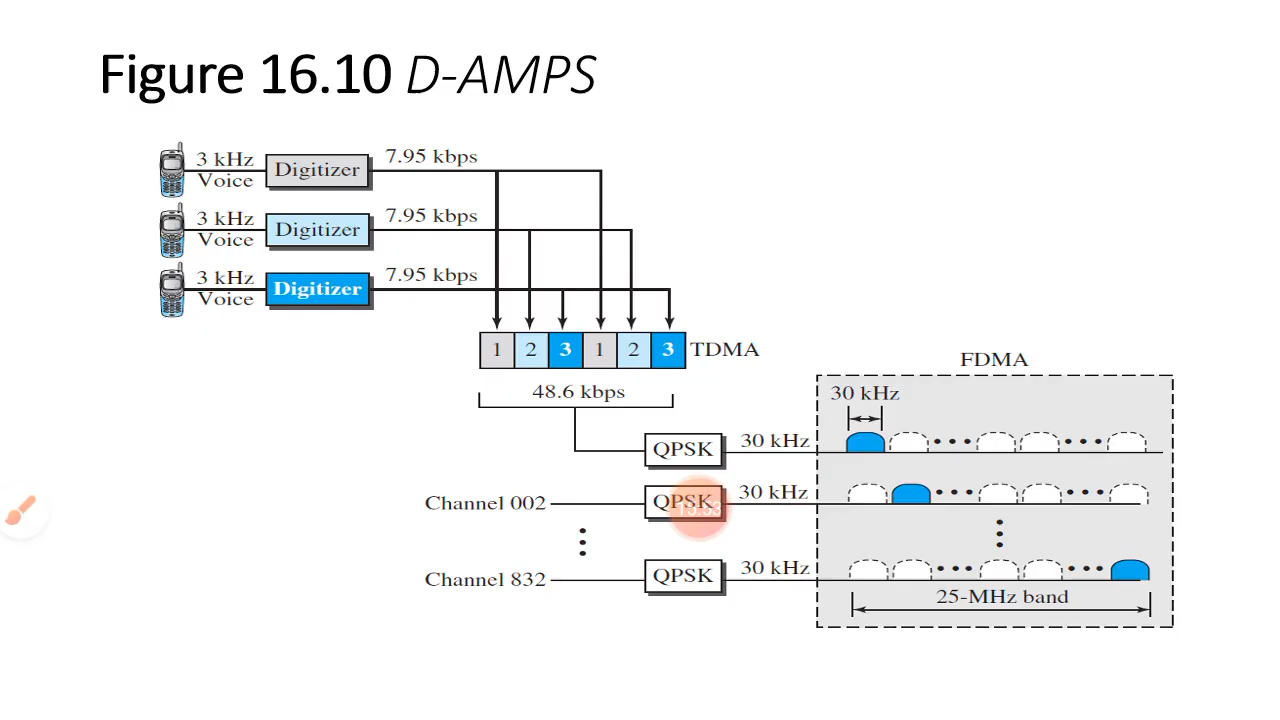 Figure 16.10 D-AMPS
3 kHz
Voice
Digitizer
7.95 kbps
3 kHz
Voice
Digitizer
7.95 kbps
3 kHz
Voice
Digitizer
7.95 kbps
1 2 3 1 2 3 TDMA
48.6 kbps
FDMA
30 kHz
QPSK 30 kHz
Channel 002 QPSK 30 kHz
15:53
Channel 832 QPSK 30 kHz
25-MHz band